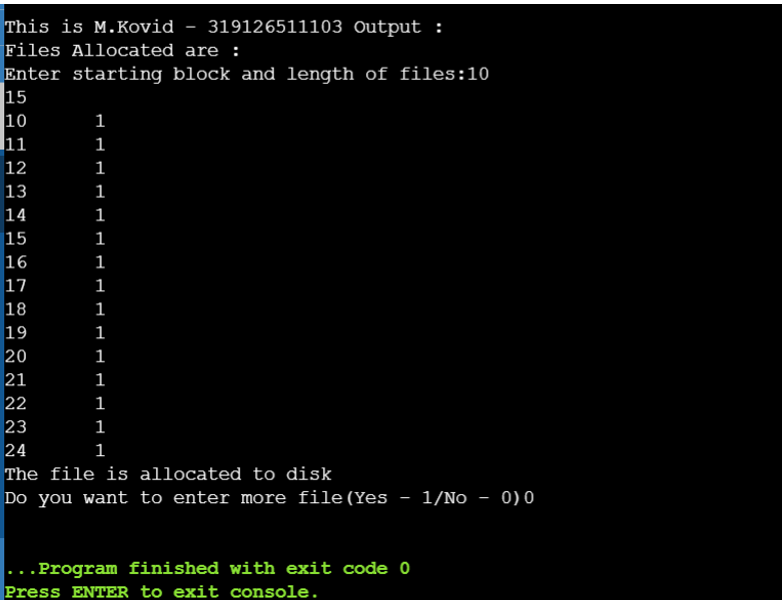 This is M.Kovid – 319126511103 Output :
Files Allocated are :
Enter starting block and length of files:10
15
10 1
11 1
12 1
13 1
14 1
15 1
16 1
17 1
18 1
19 1
20 1
21 1
22 1
23 1
24 1
The file is allocated to disk
Do you want to enter more file(Yes – 1/No – 0)0
...Program finished with exit code 0
Press ENTER to exit console.